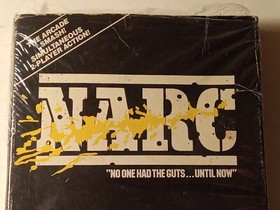 THE ARCADE
SMASH!
SIMULTANEOUS
2-PLAYER ACTION!
NARC
"NO ONE HAD THE GUTS...UNTIL NOW"